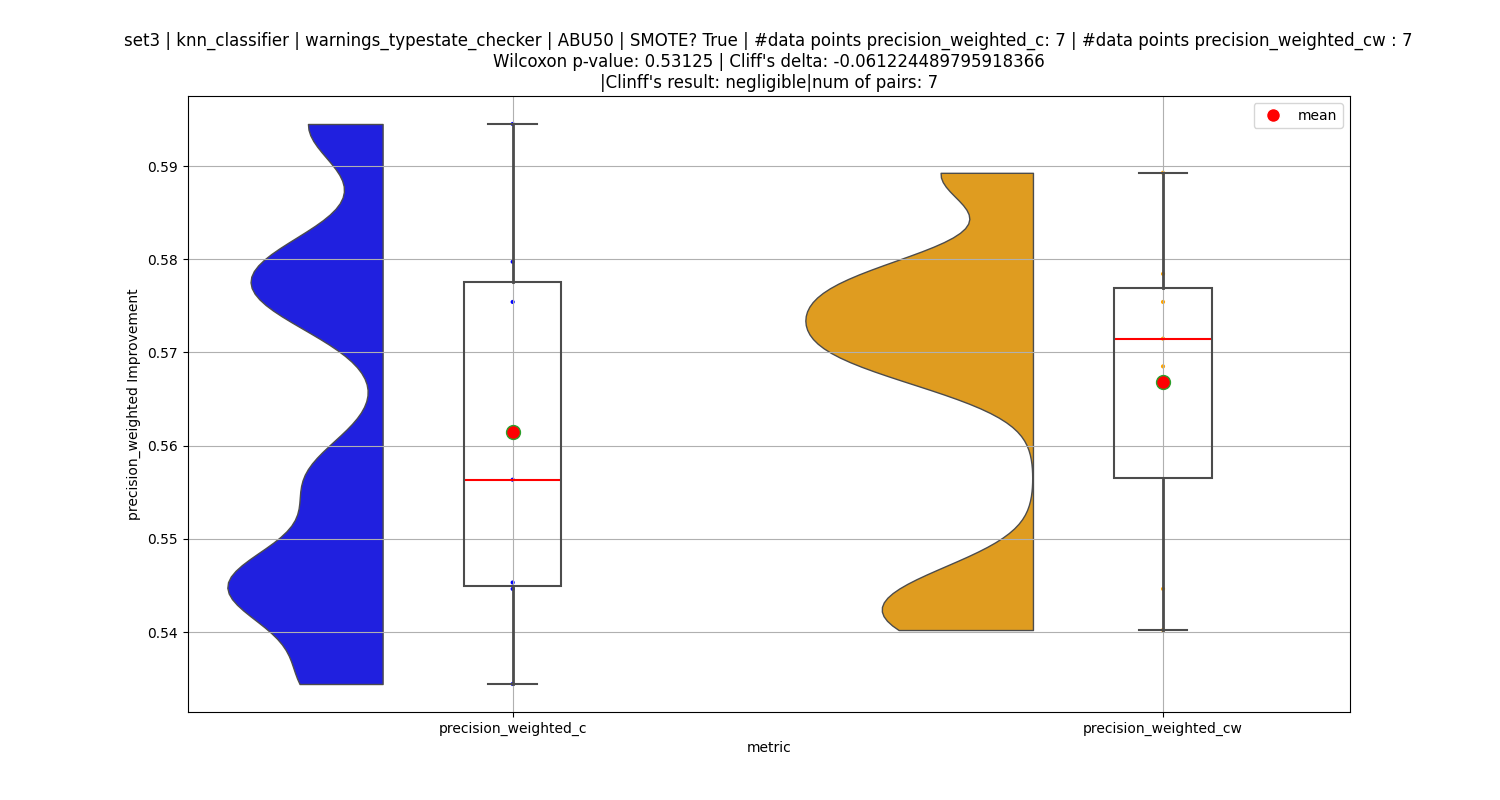 set3 | knn_classifier | warnings_typestate_checker | ABU50 | SMOTE? True | #data points precision_weighted_c: 7 | #data points precision_weighted_cw : 7
Wilcoxon p-value: 0.53125 | Cliff's delta: -0.061224489795918366
|Clinff's result: negligible|num of pairs: 7
mean
0.59
0.58
0.57
0.56
0.55
0.54
precision_weighted Improvement
precision_weighted_c
precision_weighted_cw
metric